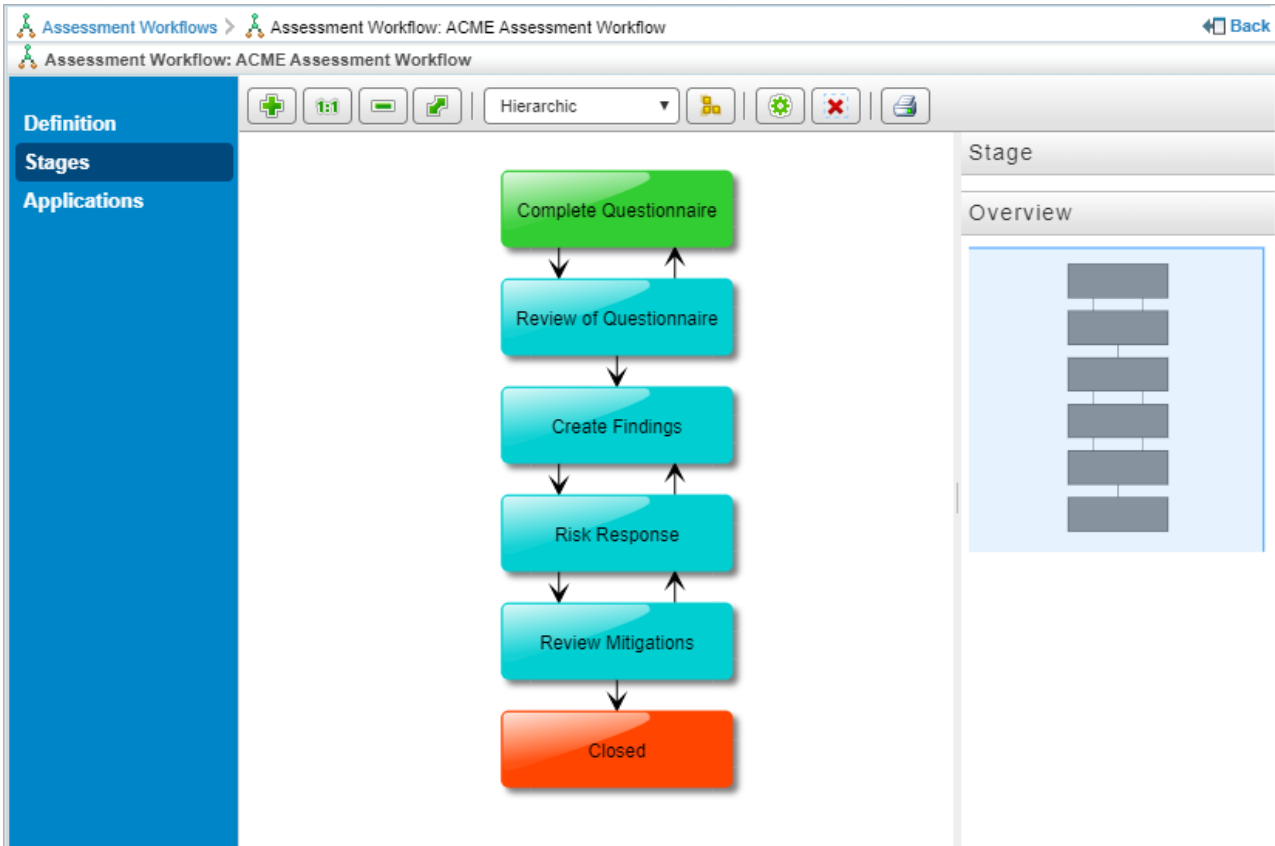 Assessment Workflows > Assessment Workflow: ACME Assessment Workflow Back
Assessment Workflow: ACME Assessment Workflow
Definition
Stages
Applications
1:1 Hierarchic
Stage
Overview
Complete Questionnaire
Review of Questionnaire
Create Findings
Risk Response
Review Mitigations
Closed